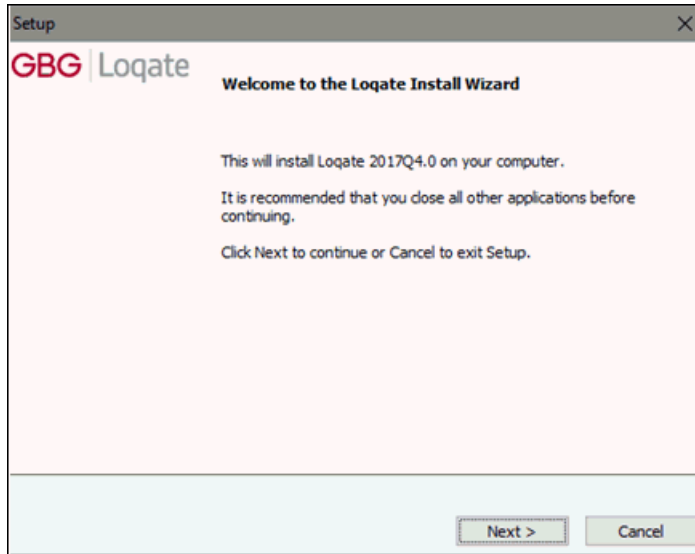 Setup
GBG | Loqate
Welcome to the Loqate Install Wizard
This will install Loqate 2017Q4.0 on your computer.
It is recommended that you close all other applications before
continuing.
Click Next to continue or Cancel to exit Setup.
Next >
Cancel